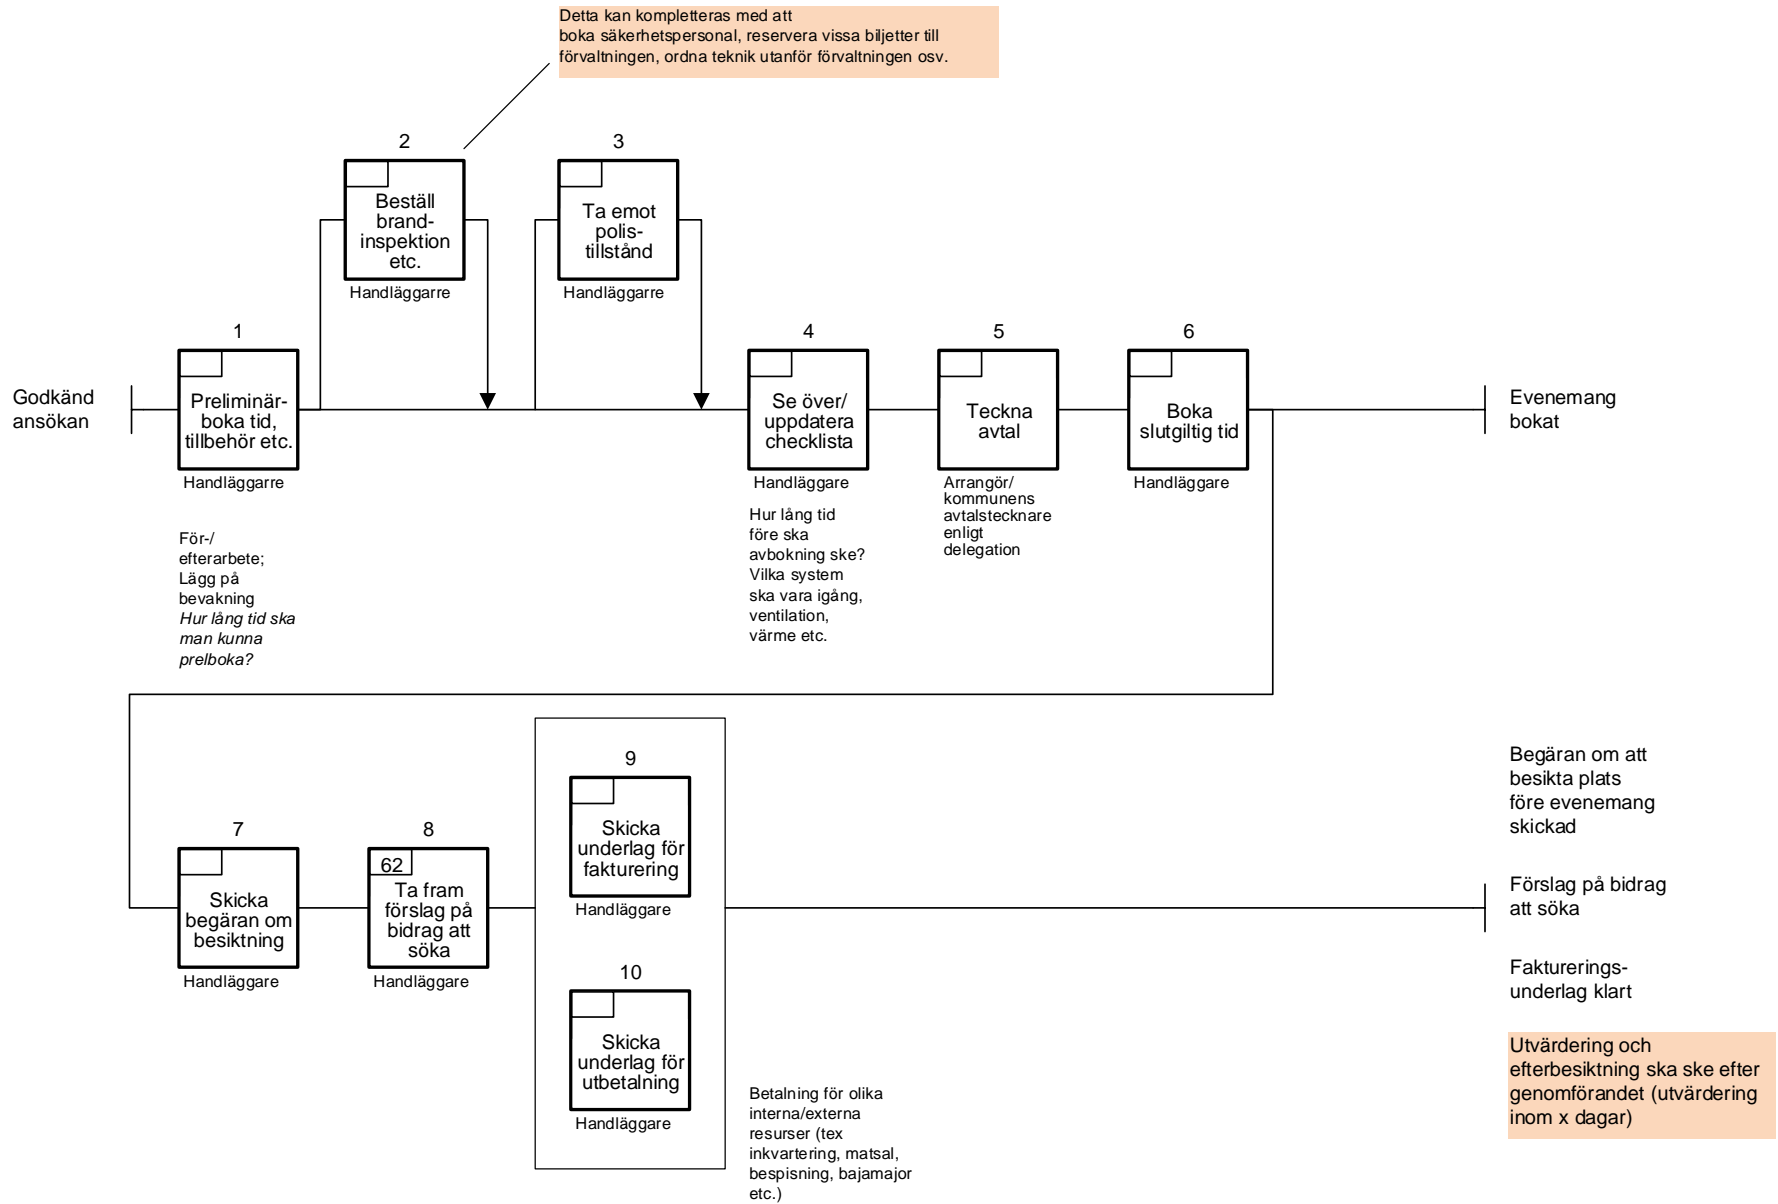 Detta kan kompletteras med att
boka säkerhetspersonal, reservera vissa biljetter till
förvaltningen, ordna teknik utanför förvaltningen osv.
2
Beställ
brand-
inspektion
etc.
Handläggarre
3
Ta emot
polis-
tillstånd
Handläggarre
Godkänd
ansökan
1
Preliminär-
boka tid,
tillbehör etc.
Handläggarre
För-/
efterarbete;
Lägg på
bevakning
Hur lång tid ska
man kunna
prelboka?
4
Se över/
uppdatera
checklista
Handläggare
Hur lång tid
före ska
avbokning ske?
Vilka system
ska vara igång,
ventilation,
värme etc.
5
Teckna
avtal
Arrangör/
kommunens
avtalstecknare
enligt
delegation
6
Boka
slutgiltig tid
Handläggare
Evenemang
bokat
7
Skicka
begäran om
besiktning
Handläggare
8
62
Ta fram
förslag på
bidrag att
söka
Handläggare
9
Skicka
underlag för
fakturering
Handläggare
10
Skicka
underlag för
utbetalning
Handläggare
Betalning för olika
interna/externa
resurser (tex
inkvartering, matsal,
bespisning, bajamajor
etc.)
Begäran om att
besikta plats
före evenemang
skickad
Förslag på bidrag
att söka
Fakturerings-
underlag klart
Utvärdering och
efterbesiktning ska ske efter
genomförandet (utvärdering
inom x dagar)